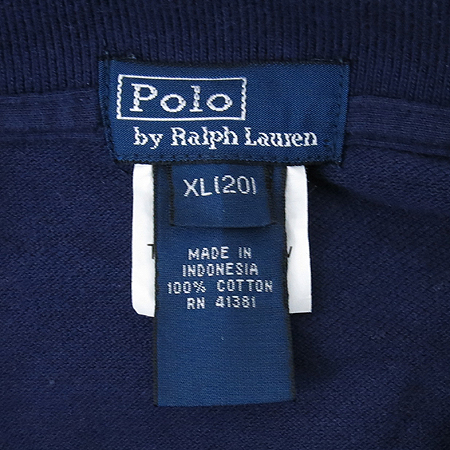 Polo
by Ralph Lauren
XL(20)
MADE IN
INDONESIA
100% COTTON
RN 41381